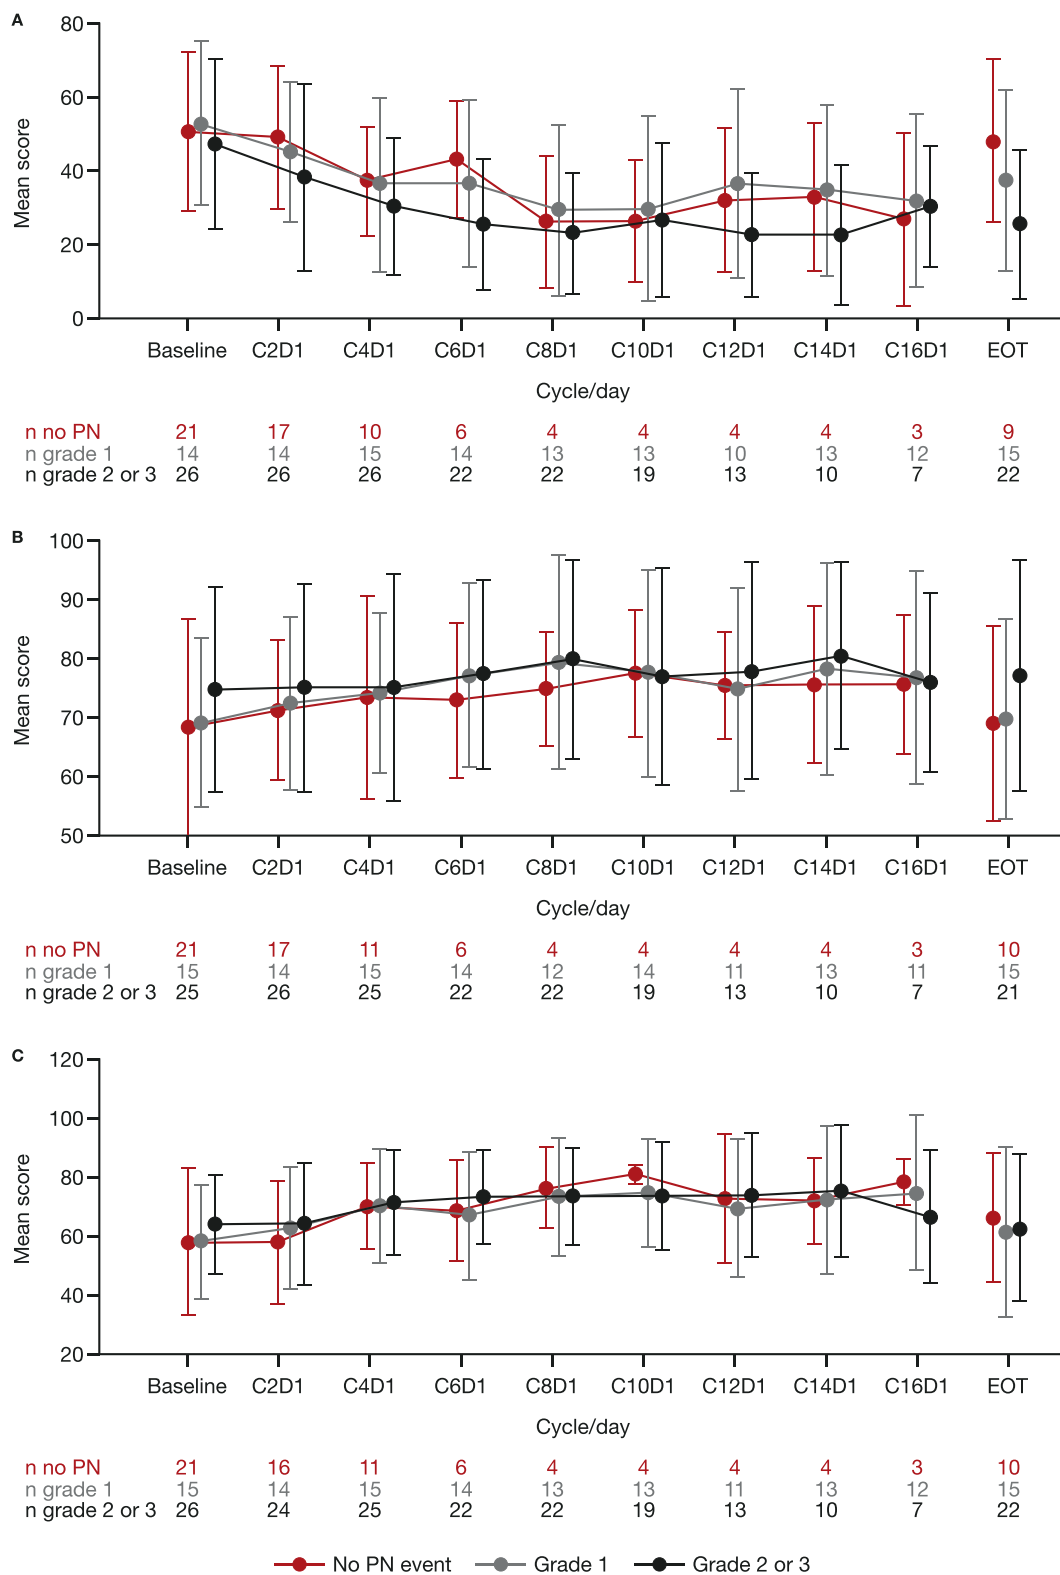 A
80
60
40
20
0
Mean score
Baseline C2D1 C4D1 C6D1 C8D1 C10D1 C12D1 C14D1 C16D1 EOT
Cycle/day
n no PN 21 17 10 6 4 4 4 4 3 9
n grade 1 14 14 15 14 13 13 10 13 12 15
n grade 2 or 3 26 26 26 22 22 19 13 10 7 22
B
100
90
80
70
60
50
Mean score
Baseline C2D1 C4D1 C6D1 C8D1 C10D1 C12D1 C14D1 C16D1 EOT
Cycle/day
n no PN 21 17 11 6 4 4 4 4 3 10
n grade 1 15 14 15 14 12 14 11 13 11 15
n grade 2 or 3 25 26 25 22 22 19 13 10 7 21
C
120
100
80
60
40
20
Mean score
Baseline C2D1 C4D1 C6D1 C8D1 C10D1 C12D1 C14D1 C16D1 EOT
Cycle/day
n no PN 21 16 11 6 4 4 4 4 3 10
n grade 1 15 14 15 14 13 13 11 13 12 15
n grade 2 or 3 26 24 25 22 22 19 13 10 7 22
No PN event Grade 1 Grade 2 or 3